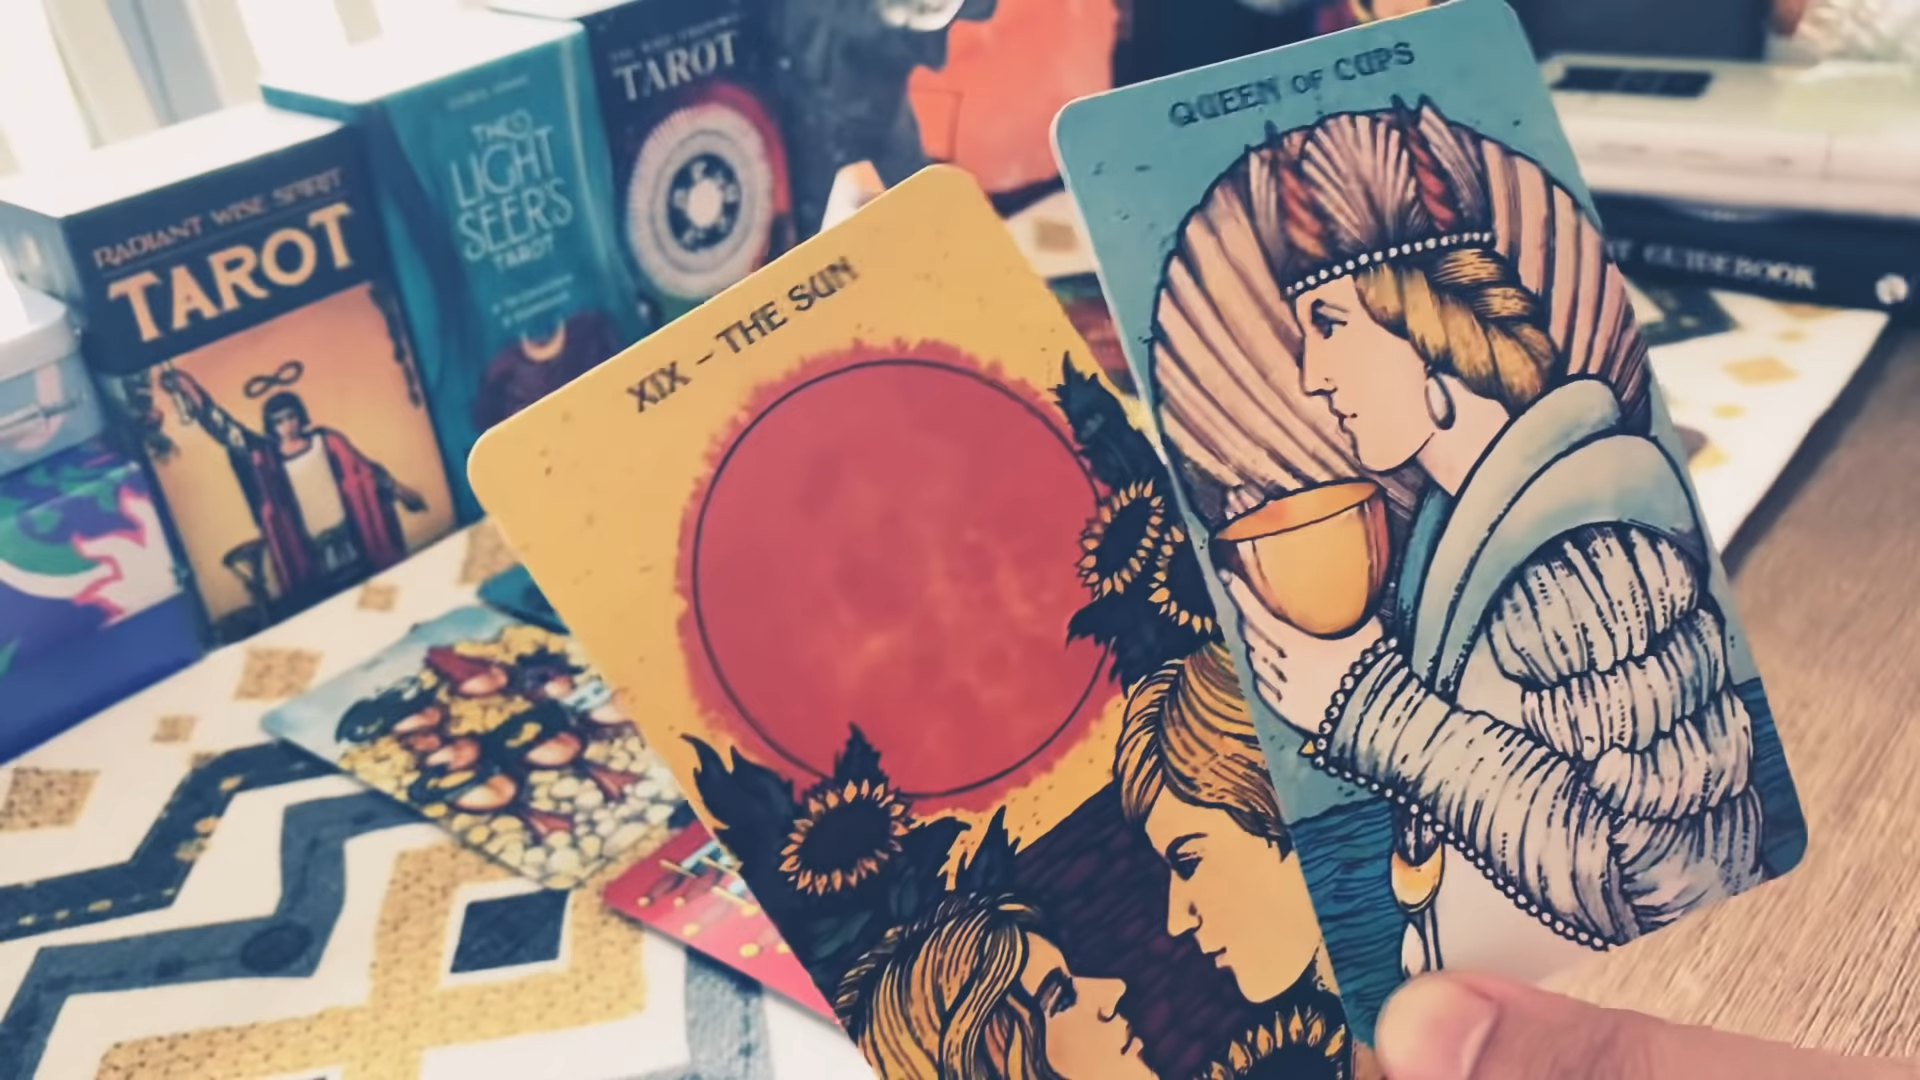 RADIANT WISE SPIRIT
TAROT
THE
LIGHT
SEER'S
TAROT
TAROT
XIX – THE SUN
QUEEN OF CUPS
GUIDEBOOK